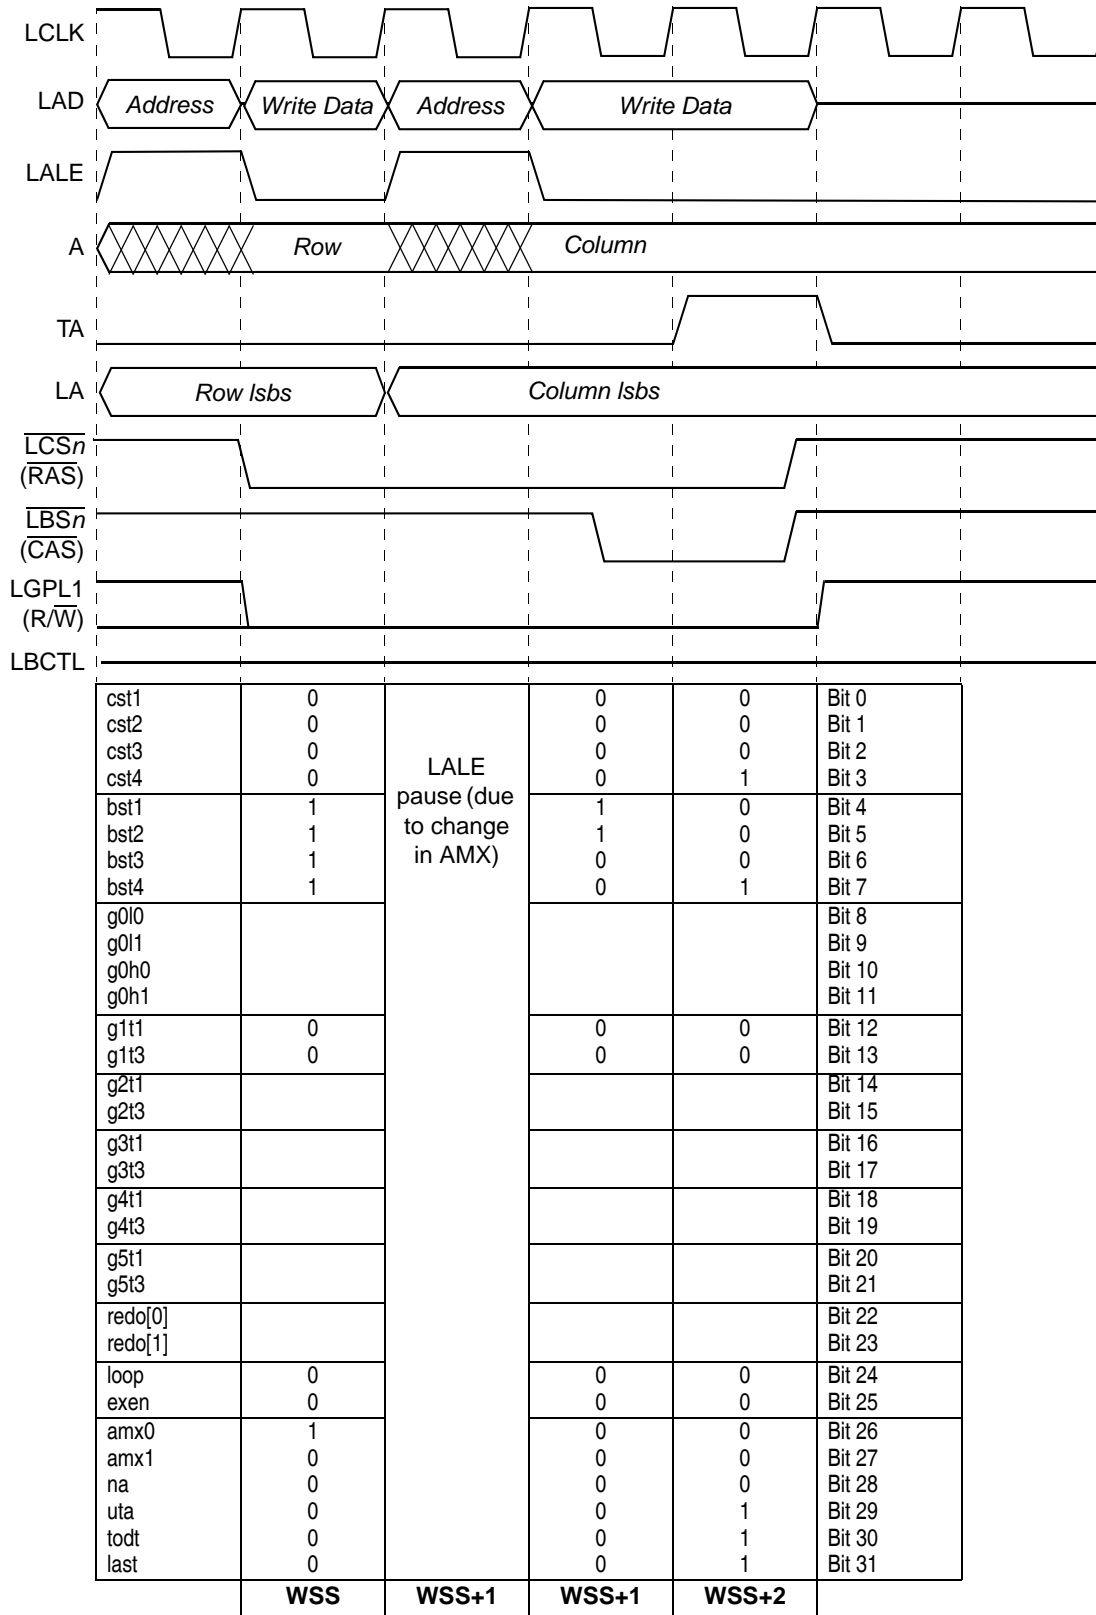 LCLK
LAD Address Write Data Address Write Data
LALE
A Row Column
TA
LA Row lsbs Column lsbs
LCSn
(RAS)
LBSn
(CAS)
LGPL1
(R/W)
LBCTL
cst1 0 0 0 Bit 0
cst2 0 0 0 Bit 1
cst3 0 0 0 Bit 2
cst4 0 0 1 Bit 3
LALE
pause (due
to change
in AMX)
bst1 1 1 0 Bit 4
bst2 1 1 0 Bit 5
bst3 1 0 0 Bit 6
bst4 1 0 1 Bit 7
g0l0 Bit 8
g0l1 Bit 9
g0h0 Bit 10
g0h1 Bit 11
g1t1 0 0 0 Bit 12
g1t3 0 0 0 Bit 13
g2t1 Bit 14
g2t3 Bit 15
g3t1 Bit 16
g3t3 Bit 17
g4t1 Bit 18
g4t3 Bit 19
g5t1 Bit 20
g5t3 Bit 21
redo[0] Bit 22
redo[1] Bit 23
loop 0 0 0 Bit 24
exen 0 0 0 Bit 25
amx0 1 0 0 Bit 26
amx1 0 0 0 Bit 27
na 0 0 0 Bit 28
uta 0 0 1 Bit 29
todt 0 0 1 Bit 30
last 0 0 1 Bit 31
WSS WSS+1 WSS+1 WSS+2